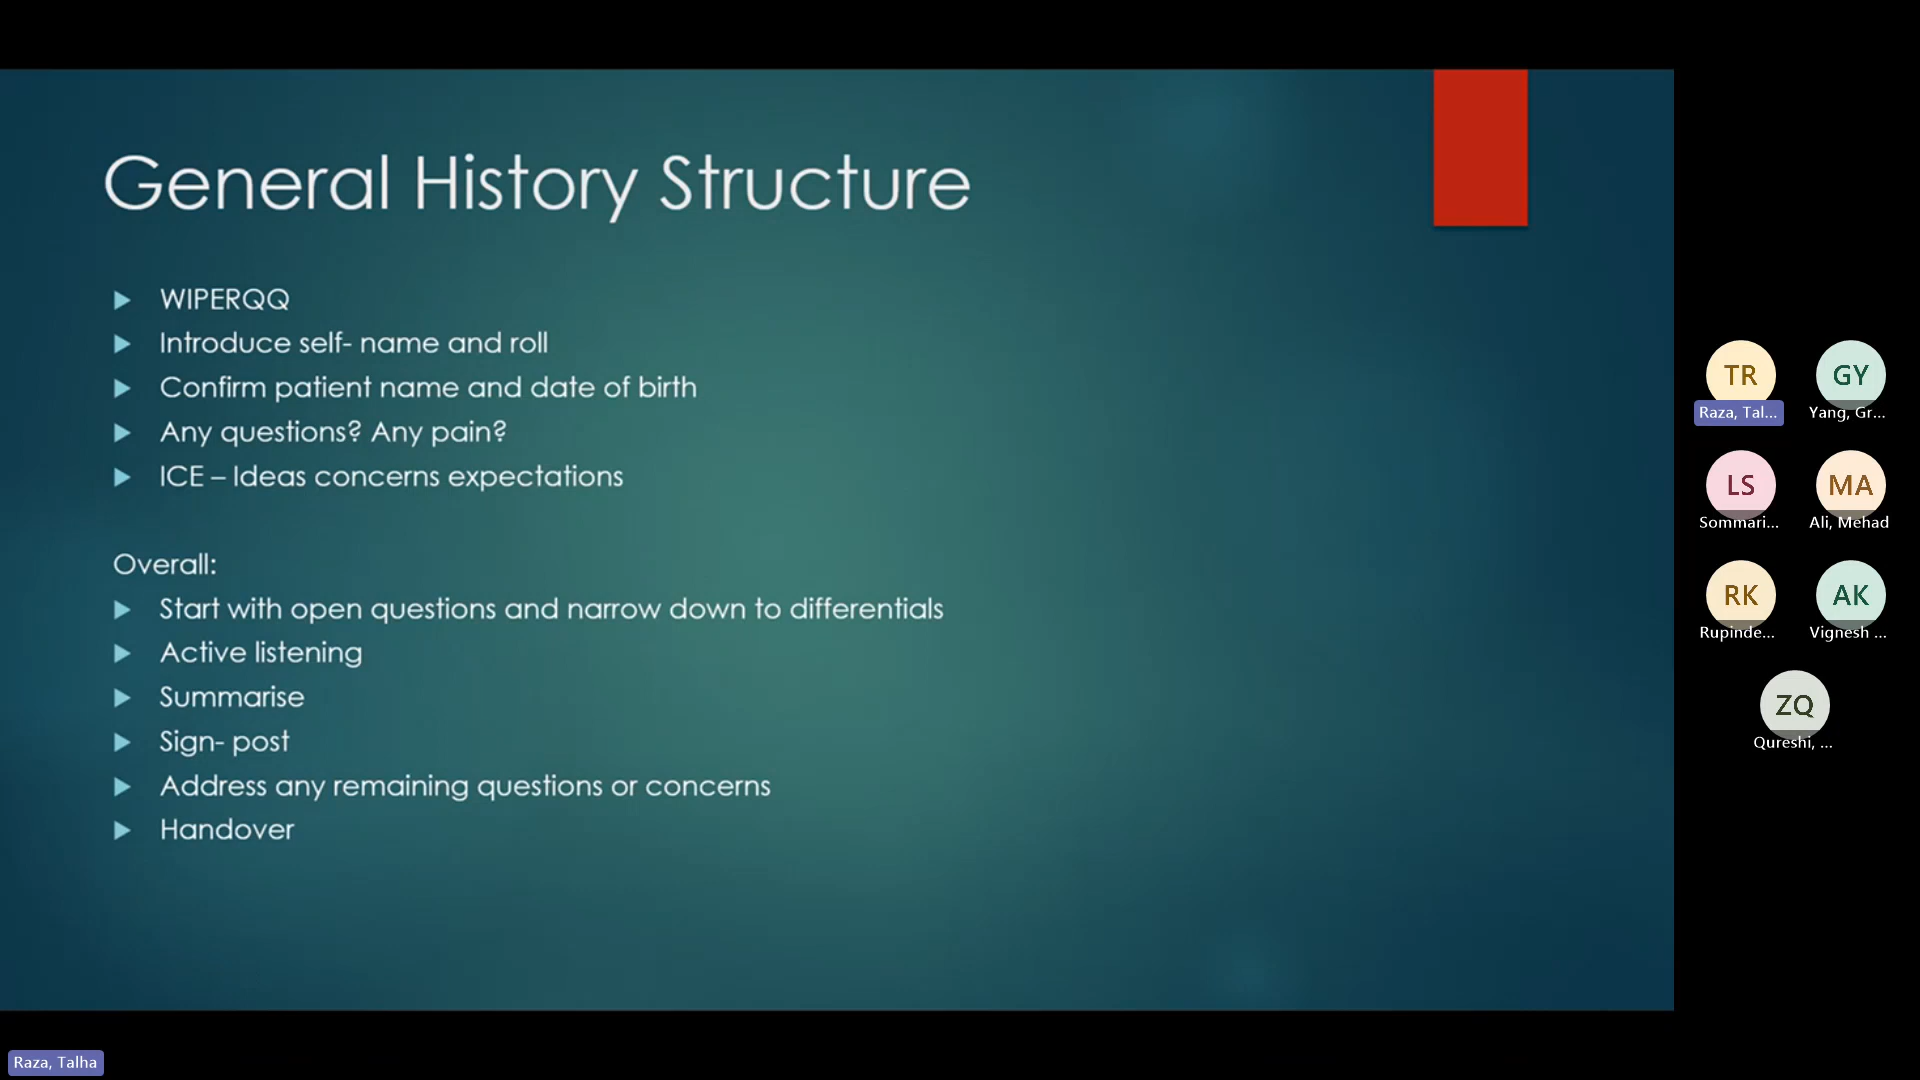 General History Structure
WIPERQQ
Introduce self- name and roll
Confirm patient name and date of birth
Any questions? Any pain?
ICE – Ideas concerns expectations
Overall:
Start with open questions and narrow down to differentials
Active listening
Summarise
Sign- post
Address any remaining questions or concerns
Handover
TR
Raza, Tal...
GY
Yang, Gr...
LS
Sommari...
MA
Ali, Mehad
RK
Rupinde...
AK
Vignesh ...
ZQ
Qureshi, ...
Raza, Talha